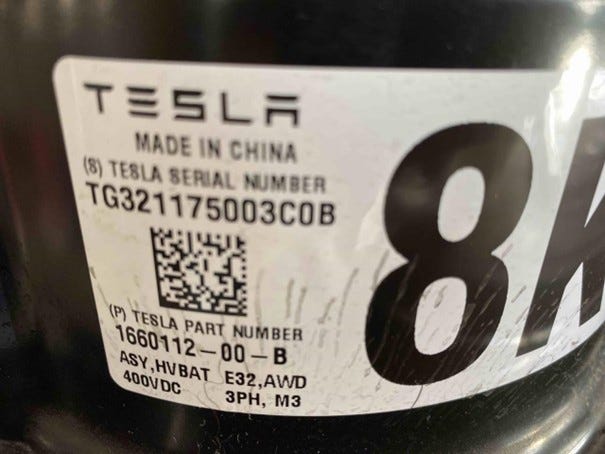 TESLA
MADE IN CHINA
(S) TESLA SERIAL NUMBER
TG321175003C0B
(P) TESLA PART NUMBER
1660112-00-B
ASY,HVBAT E32,AWD
400VDC 3PH, M3
8